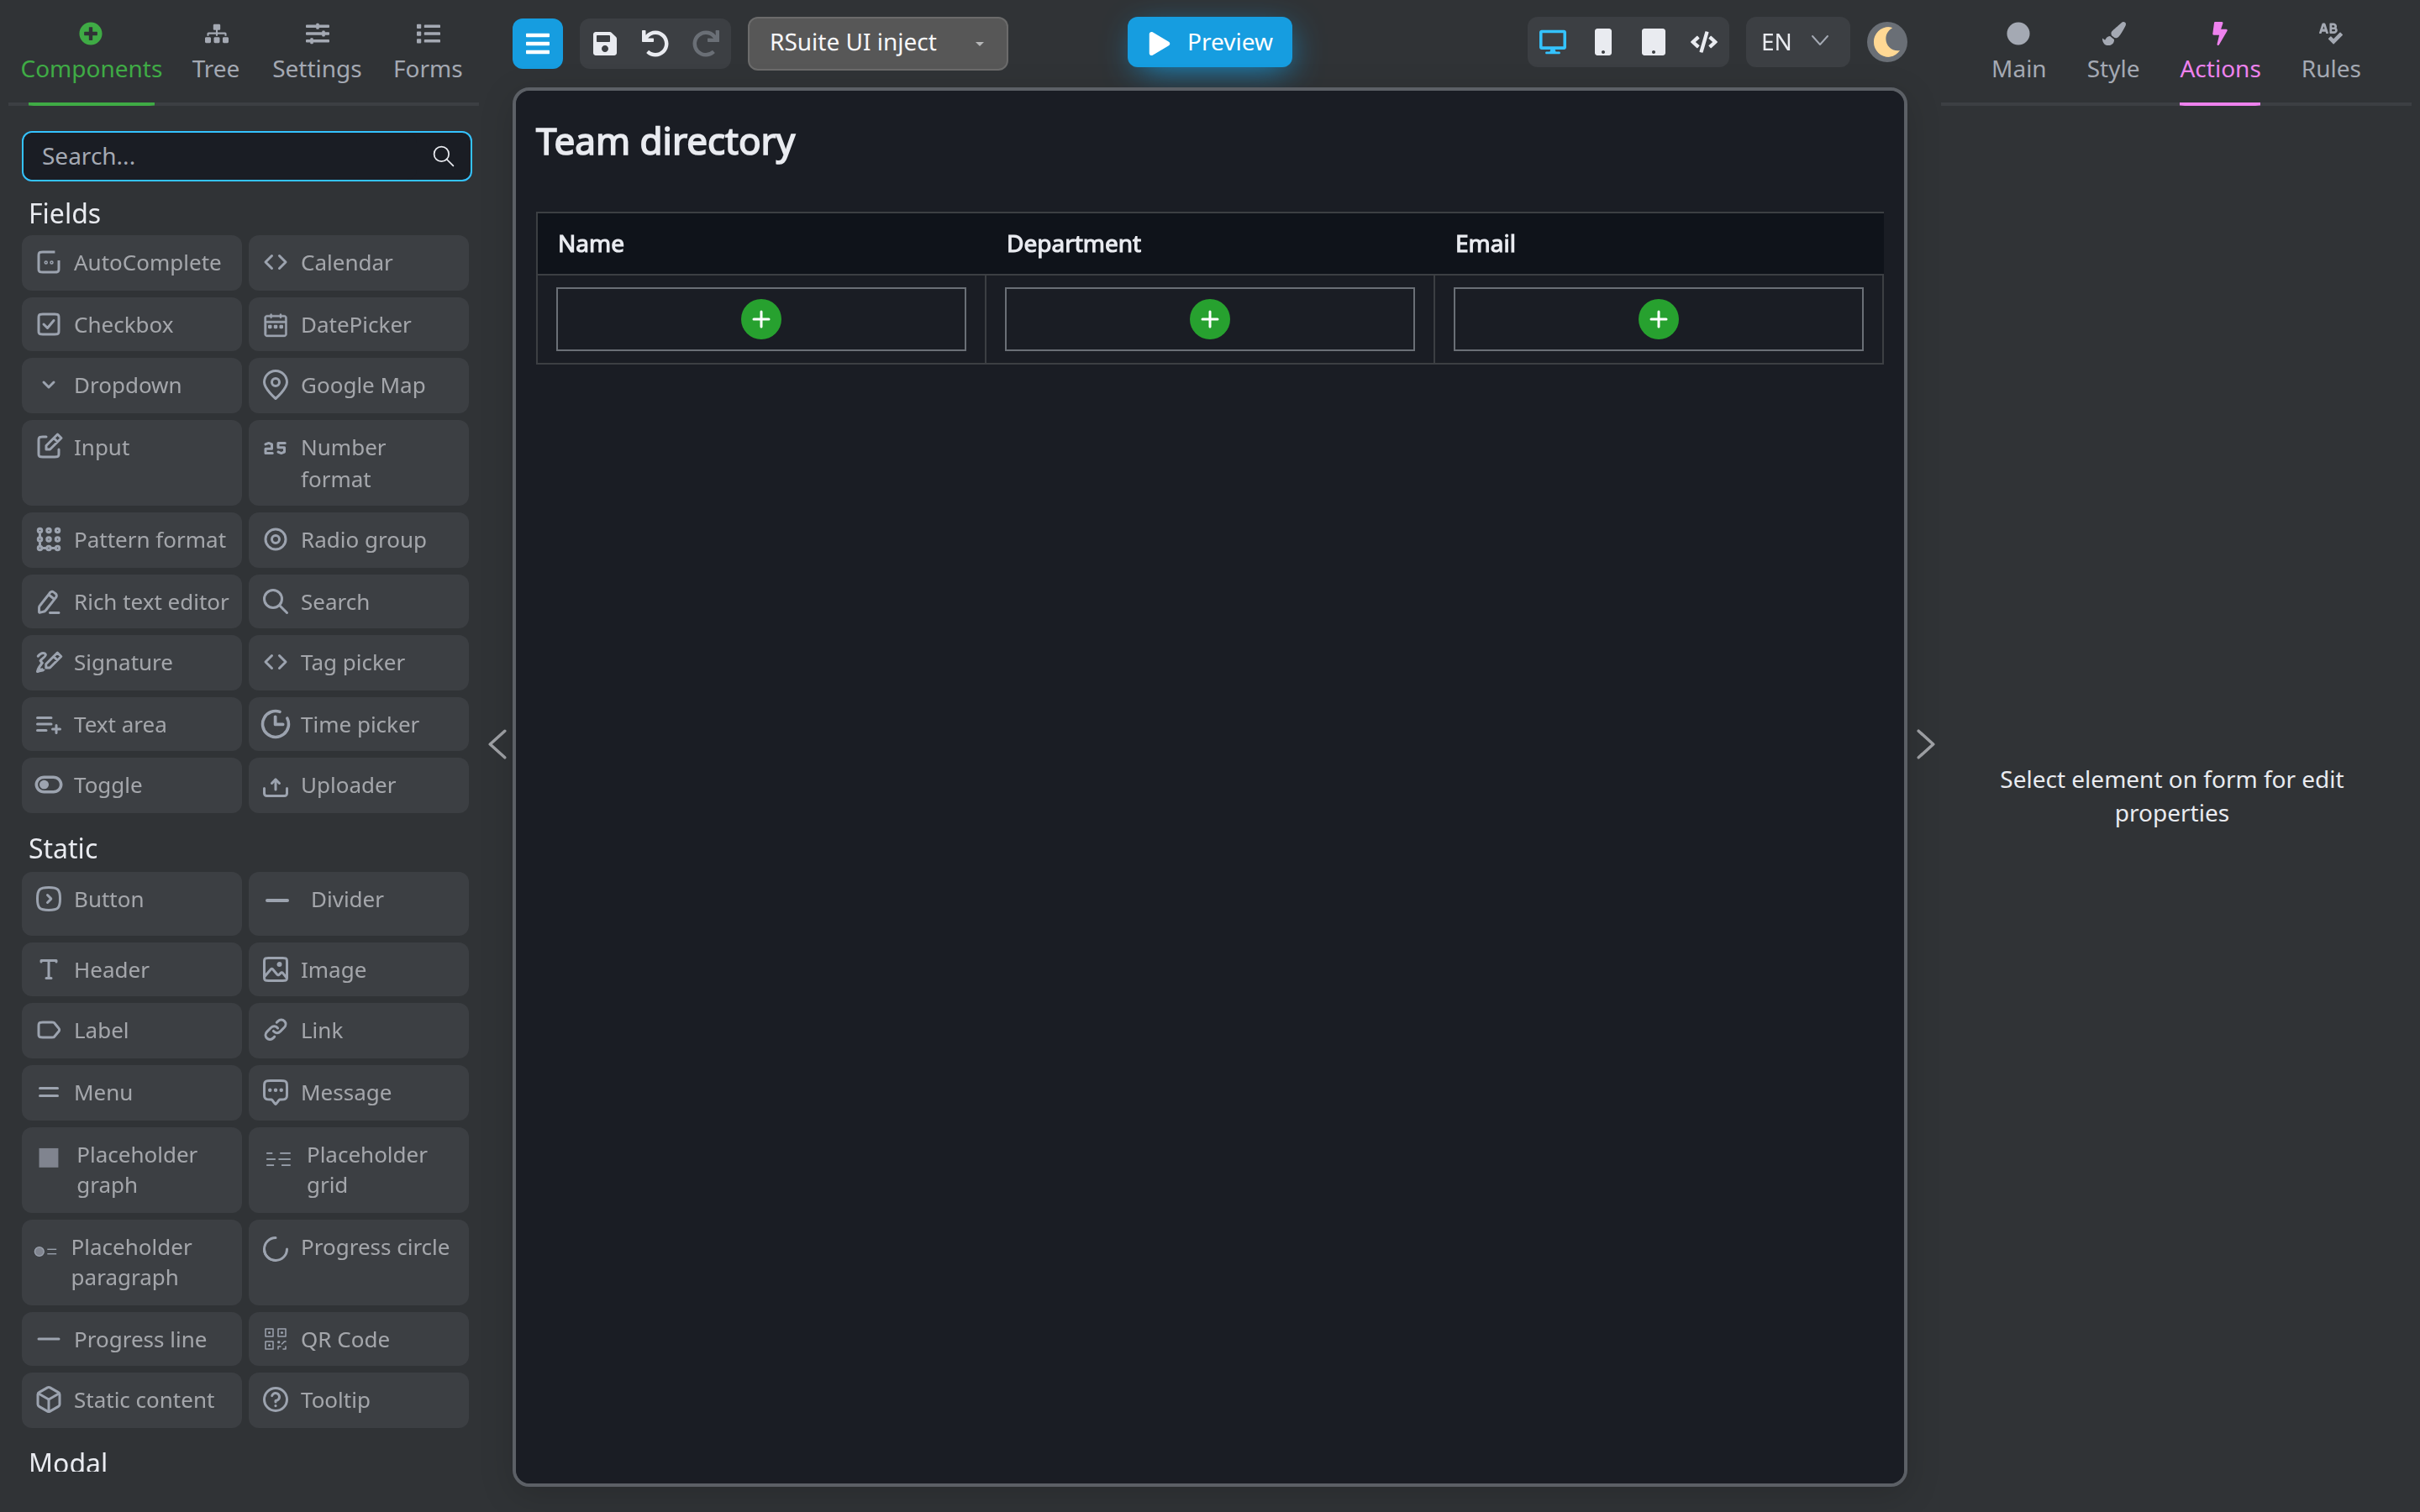 Components
Tree
Settings
Forms
RSuite UI inject
Preview
EN
Main
Style
Actions
AB
Rules
Search...
Fields
AutoComplete
Calendar
Checkbox
DatePicker
Dropdown
Google Map
Input
25
Number
format
Pattern format
Radio group
Rich text editor
Search
Signature
Tag picker
Text area
Time picker
Toggle
Uploader
Static
Button
Divider
Header
Image
Label
Link
Menu
Message
Placeholder
graph
Placeholder
grid
Placeholder
paragraph
Progress circle
Progress line
QR Code
Static content
Tooltip
Modal
Team directory
Name
Department
Email
Select element on form for edit
properties